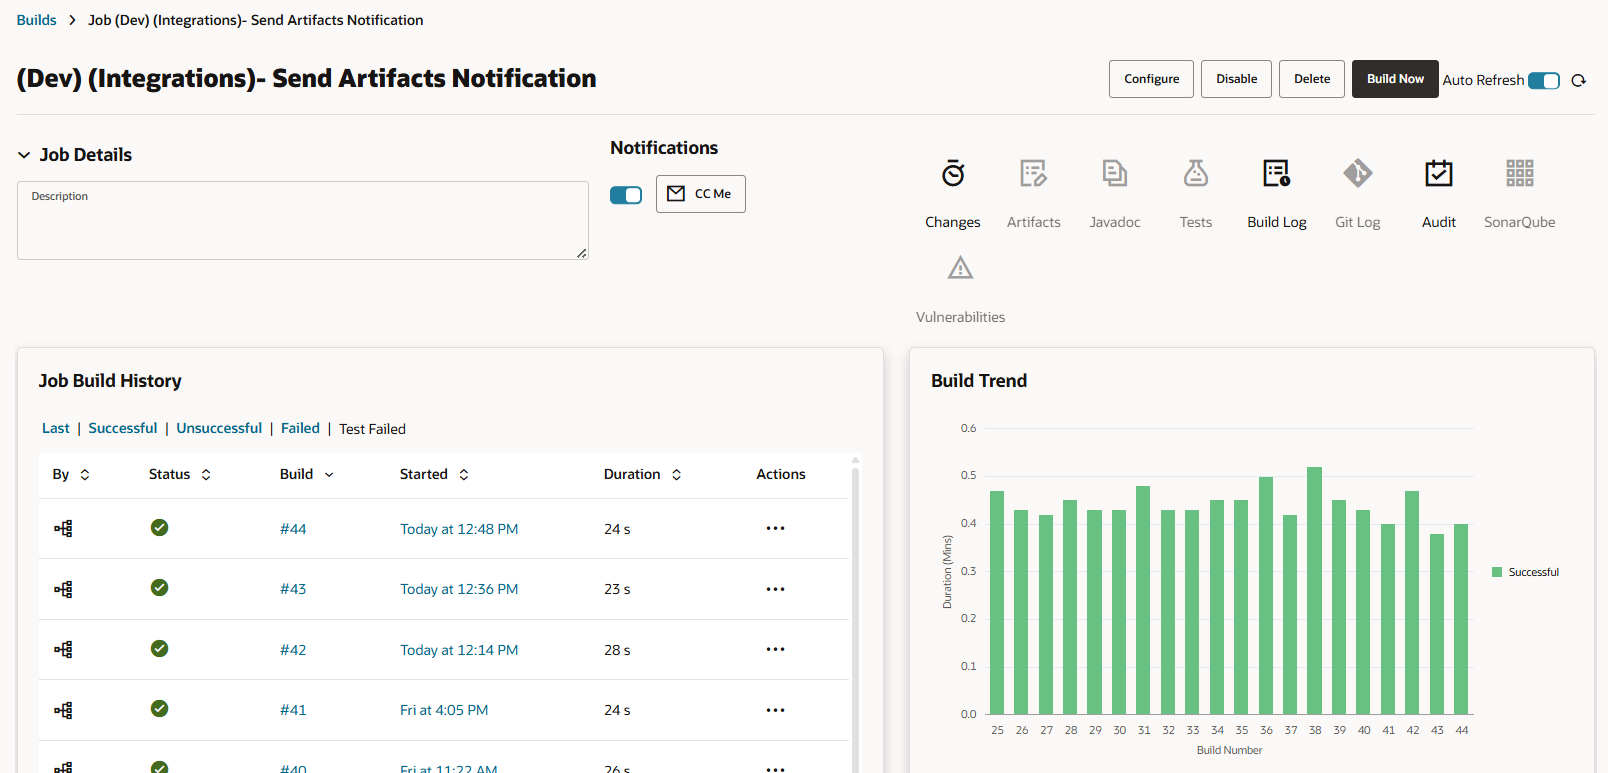 Builds > Job (Dev) (Integrations)- Send Artifacts Notification
(Dev) (Integrations)- Send Artifacts Notification
Configure Disable Delete Build Now Auto Refresh
Job Details
Description
Notifications
CC Me
Changes Artifacts Javadoc Tests Build Log Git Log Audit SonarQube
Vulnerabilities
Job Build History
Last | Successful | Unsuccessful | Failed | Test Failed
By Status Build Started Duration Actions
#44 Today at 12:48 PM 24 s
#43 Today at 12:36 PM 23 s
#42 Today at 12:14 PM 28 s
#41 Fri at 4:05 PM 24 s
#40 Fri at 11:22 AM 26 s
Build Trend
0.6
0.5
0.4
0.3
0.2
0.1
0.0
Duration (Mins)
25 26 27 28 29 30 31 32 33 34 35 36 37 38 39 40 41 42 43 44
Build Number
Successful